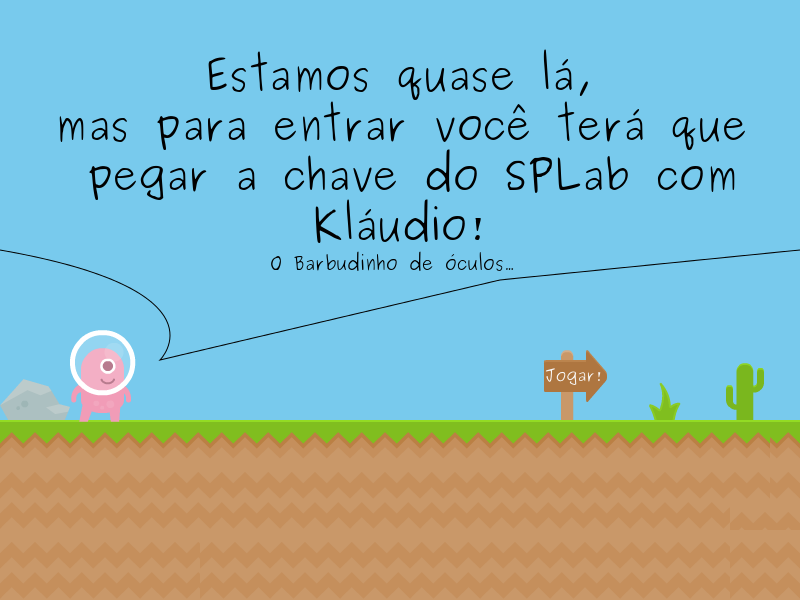 Estamos quase lá,
mas para entrar você terá que
pegar a chave do SPLab com
Kláudio!
O Barbudinho de óculos...
Jogar!